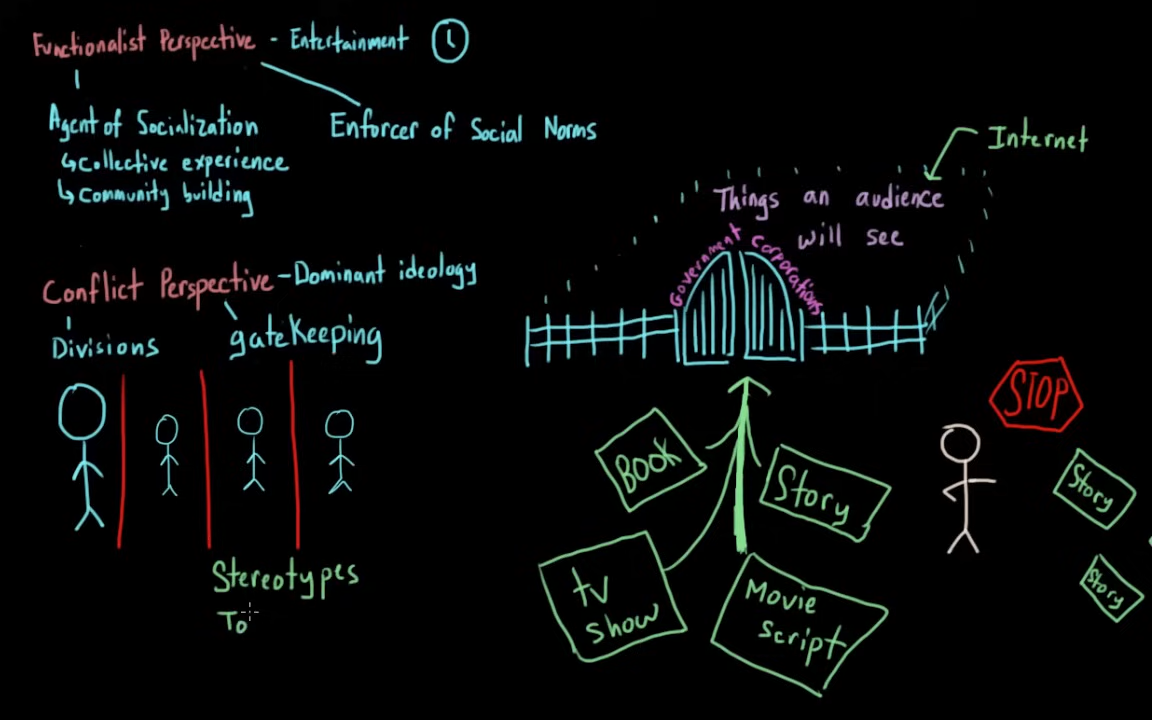 Functionalist Perspective - Entertainment
Agent of Socialization
Enforcer of Social Norms
↳ Collective experience
↳ Community building
Internet
Things an audience
will see
Government
Corporations
Conflict Perspective - Dominant ideology
Divisions
gateKeeping
STOP
Book
Story
Story
Story
tv
show
Movie
script
Stereotypes
To